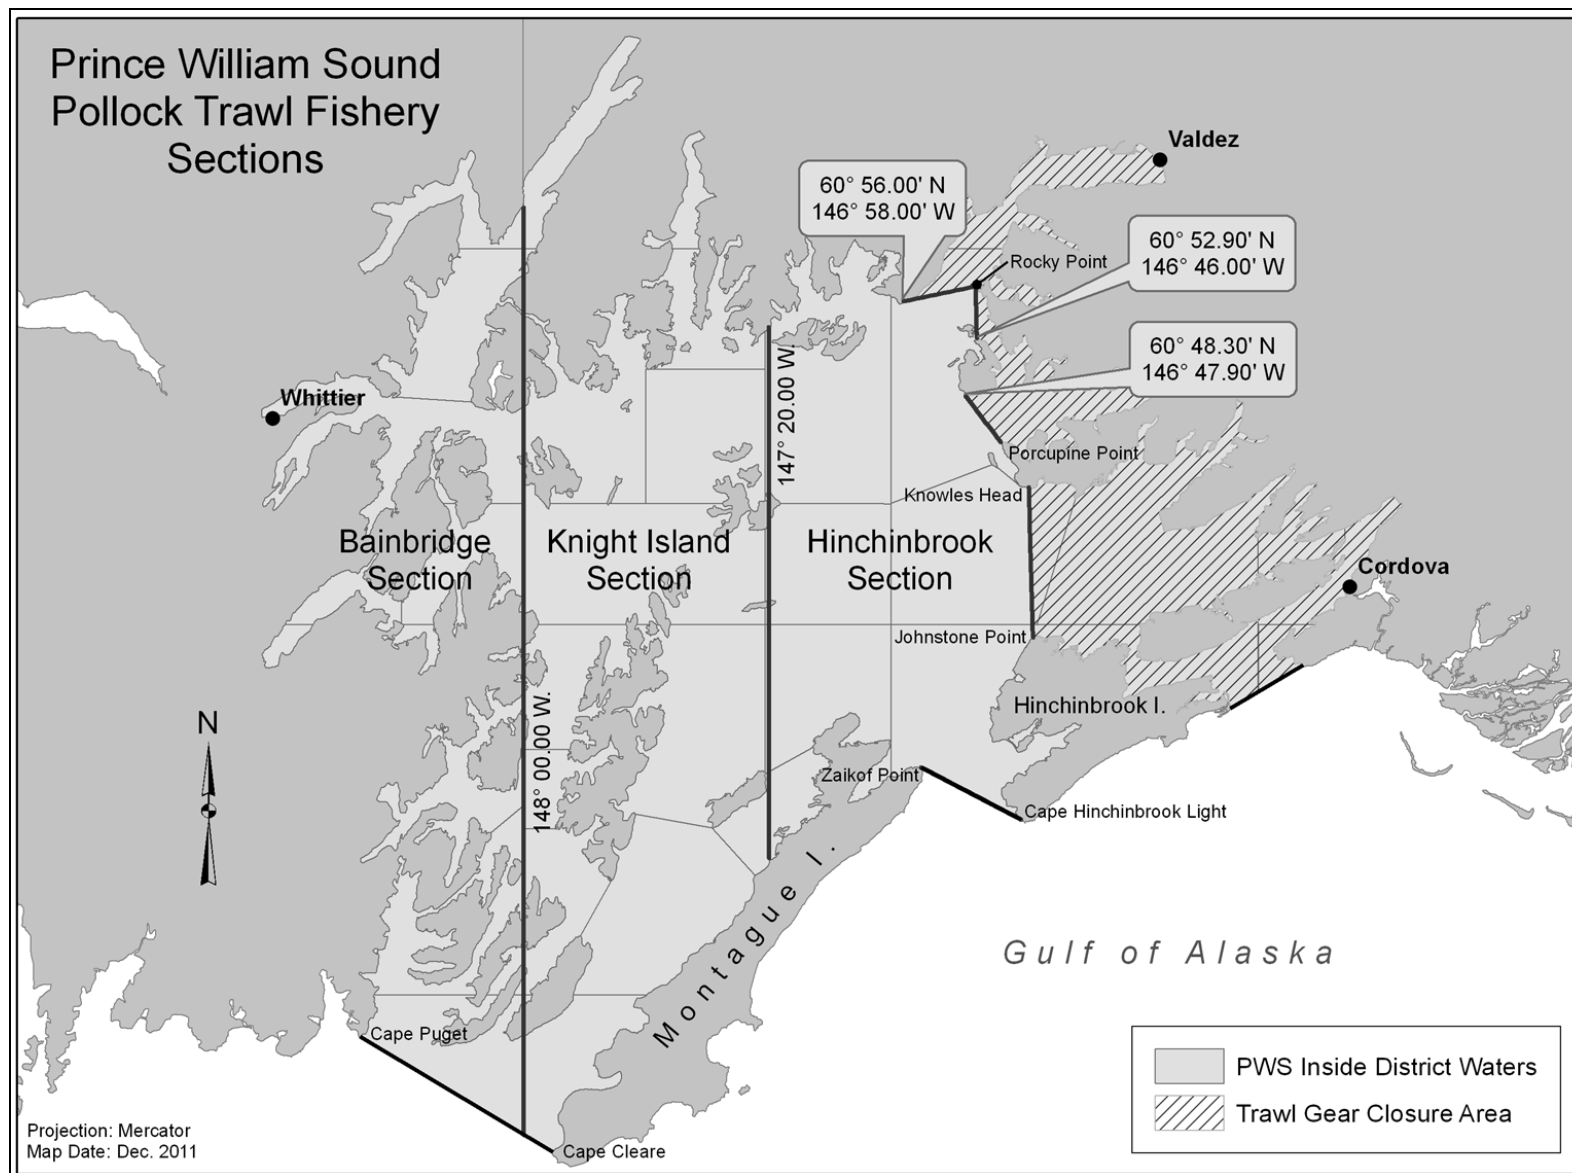 Prince William Sound
Pollock Trawl Fishery
Sections
Valdez
60° 56.00' N
146° 58.00' W
60° 52.90' N
146° 46.00' W
Rocky Point
60° 48.30' N
146° 47.90' W
Whittier
147° 20.00 W.
Porcupine Point
Knowles Head
Bainbridge
Section
Knight Island
Section
Hinchinbrook
Section
Cordova
Johnstone Point
148° 00.00 W.
Hinchinbrook I.
N
Zaikof Point
Cape Hinchinbrook Light
Montague I.
Gulf of Alaska
Cape Puget
PWS Inside District Waters
Trawl Gear Closure Area
Projection: Mercator
Map Date: Dec. 2011
Cape Cleare